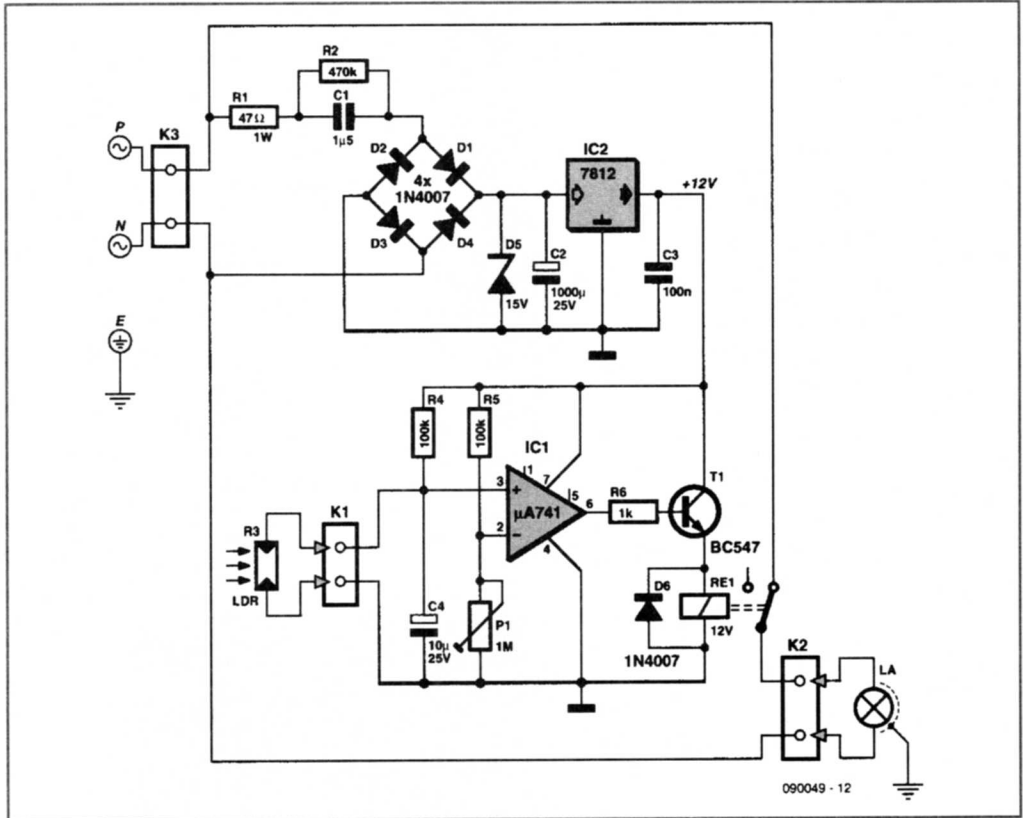 R2
470k
R1
47Ω
1W
C1
1µ5
P
K3
N
E
D2
D1
4x
1N4007
D3
D4
IC2
7812
+12V
D5
15V
C2
1000µ
25V
C3
100n
R4
100k
R5
100k
IC1
1
7
3
+
µA741
5
6
2
−
4
R6
1k
T1
BC547
R3
LDR
K1
C4
10µ
25V
P1
1M
D6
1N4007
RE1
12V
K2
LA
090049 - 12